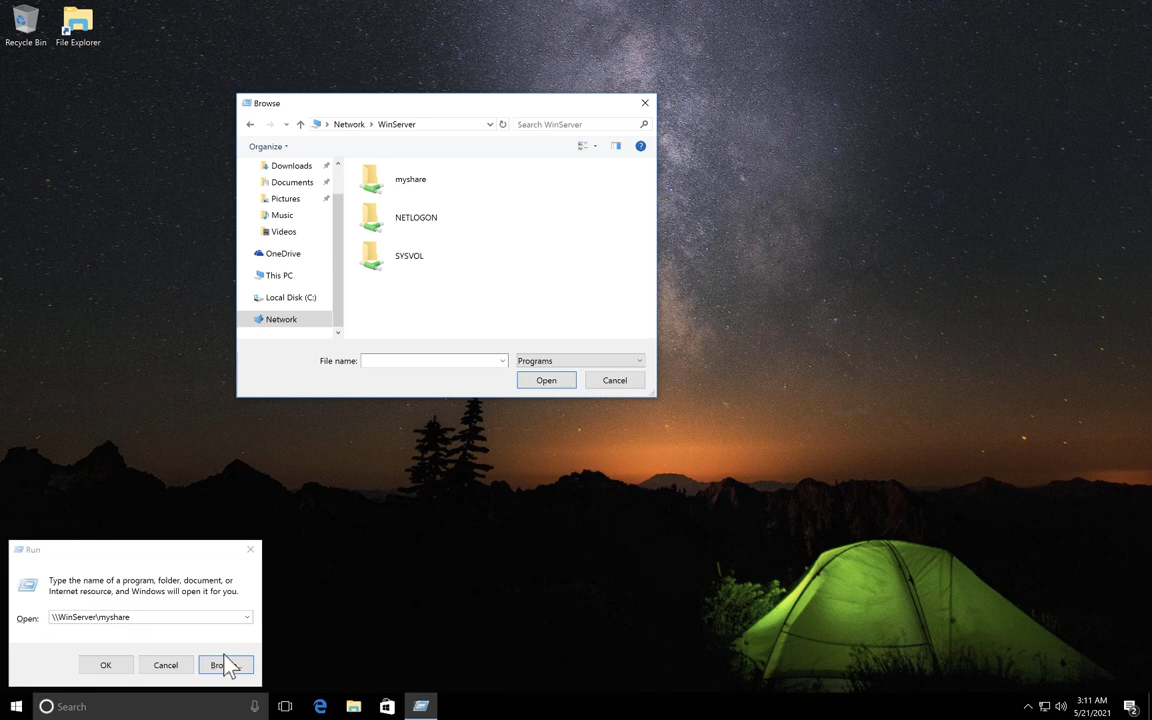 Recycle Bin
File Explorer
Browse
Network
WinServer
Search WinServer
Organize
Downloads
Documents
Pictures
Music
Videos
OneDrive
This PC
Local Disk (C:)
Network
myshare
NETLOGON
SYSVOL
File name:
Programs
Open
Cancel
Run
Type the name of a program, folder, document, or
Internet resource, and Windows will open it for you.
Open: \\WinServer\myshare
OK
Cancel
Search
3:11 AM
5/21/2021
2